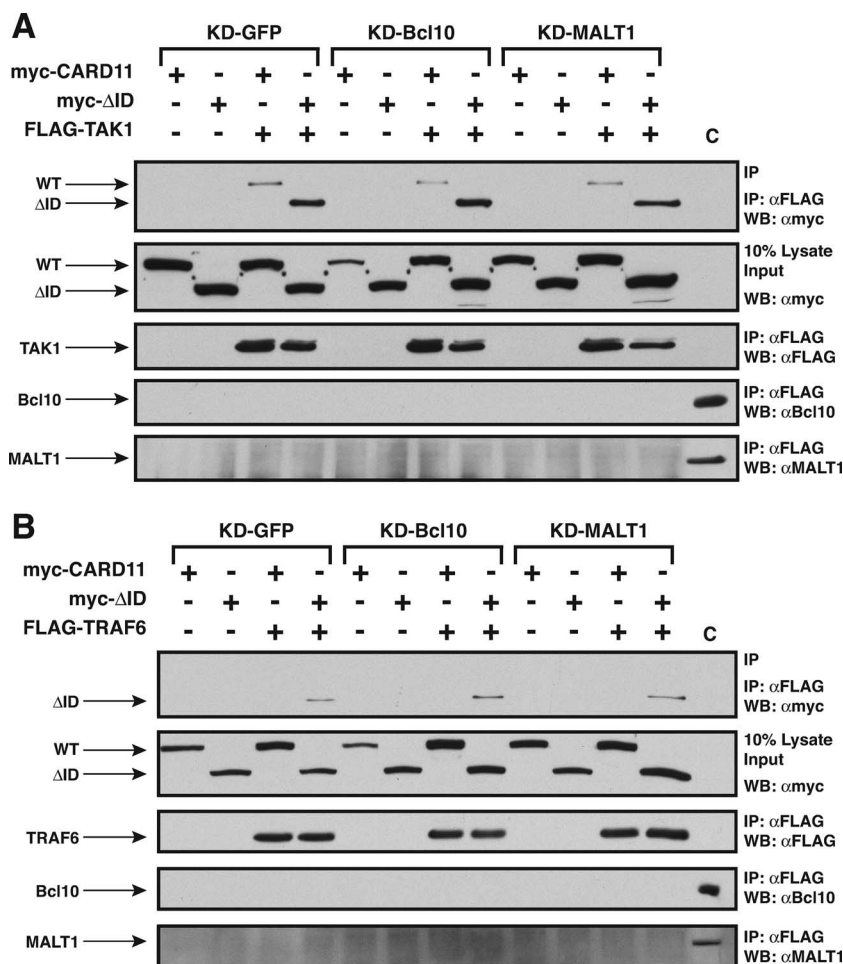 A
KD-GFP KD-Bcl10 KD-MALT1
myc-CARD11 + - + - + - + - + - + -
myc-ΔID - + - + - + - + - + - +
FLAG-TAK1 - - + + - - + + - - + + C
WT IP
ΔID IP: αFLAG
WB: αmyc
WT 10% Lysate
Input
ΔID WB: αmyc
TAK1 IP: αFLAG
WB: αFLAG
Bcl10 IP: αFLAG
WB: αBcl10
MALT1 IP: αFLAG
WB: αMALT1
B
KD-GFP KD-Bcl10 KD-MALT1
myc-CARD11 + - + - + - + - + - + -
myc-ΔID - + - + - + - + - + - +
FLAG-TRAF6 - - + + - - + + - - + + C
IP
IP: αFLAG
ΔID WB: αmyc
WT 10% Lysate
Input
ΔID WB: αmyc
TRAF6 IP: αFLAG
WB: αFLAG
Bcl10 IP: αFLAG
WB: αBcl10
MALT1 IP: αFLAG
WB: αMALT1